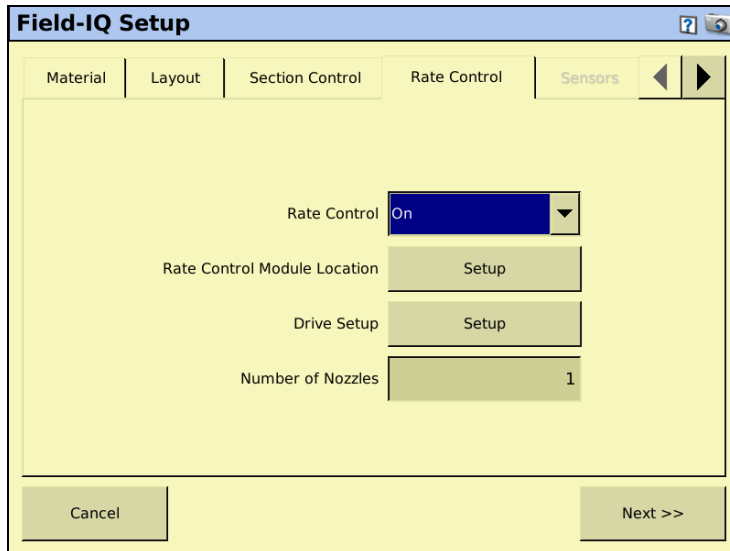 Field-IQ Setup
?
Material Layout Section Control Rate Control Sensors
Rate Control On
Rate Control Module Location Setup
Drive Setup Setup
Number of Nozzles 1
Cancel Next >>